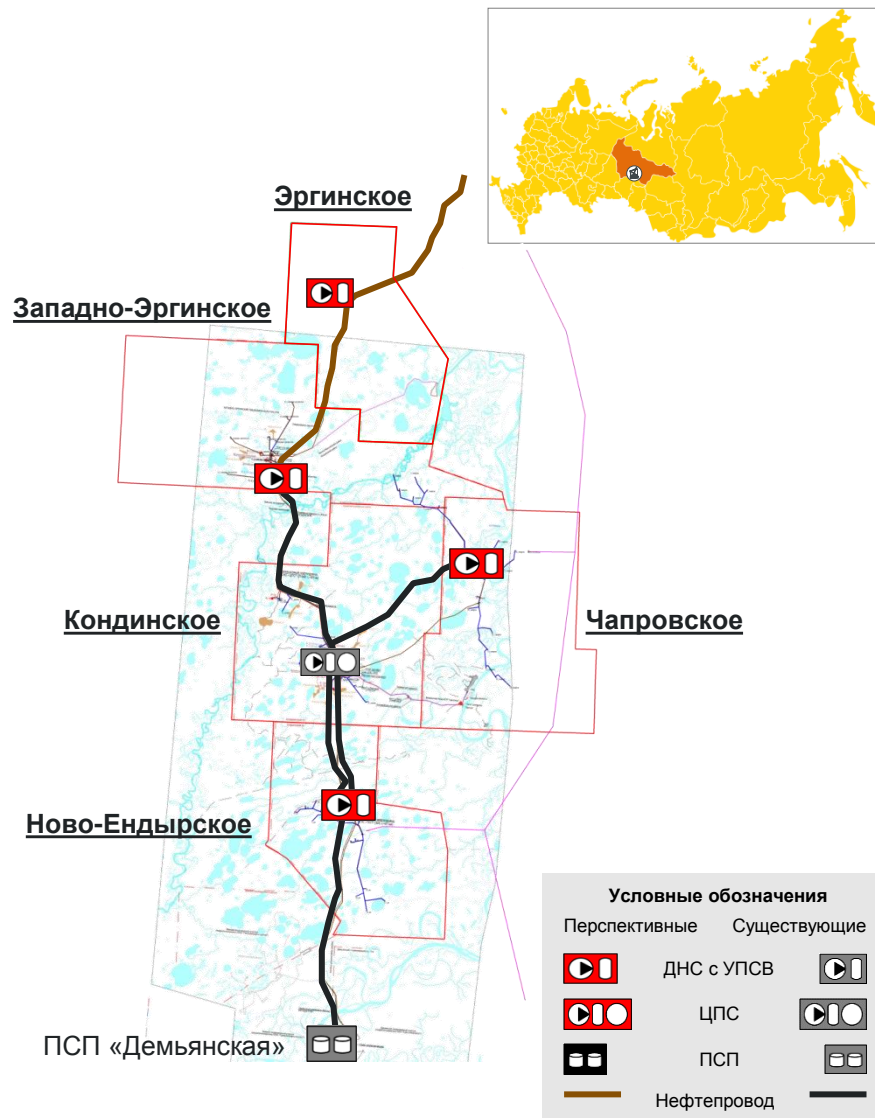 Эргинское
Западно-Эргинское
Кондинское
Чапровское
Ново-Ендырское
ПСП «Демьянская»
Условные обозначения
Перспективные Существующие
ДНС с УПСВ
ЦПС
ПСП
Нефтепровод